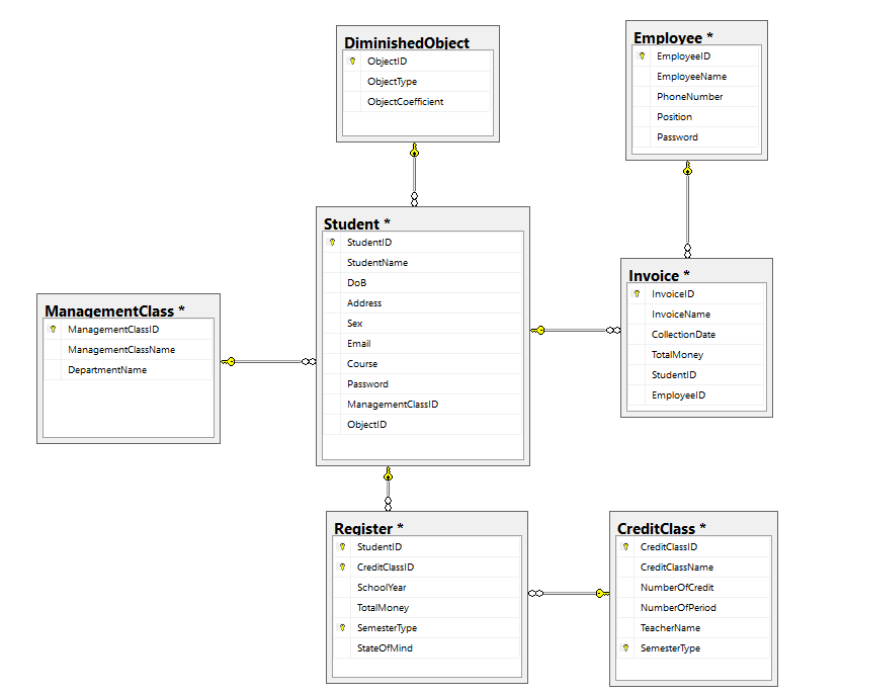 DiminishedObject
ObjectID
ObjectType
ObjectCoefficient
Employee *
EmployeeID
EmployeeName
PhoneNumber
Position
Password
Student *
StudentID
StudentName
DoB
Address
Sex
Email
Course
Password
ManagementClassID
ObjectID
Invoice *
InvoiceID
InvoiceName
CollectionDate
TotalMoney
StudentID
EmployeeID
ManagementClass *
ManagementClassID
ManagementClassName
DepartmentName
Register *
StudentID
CreditClassID
SchoolYear
TotalMoney
SemesterType
StateOfMind
CreditClass *
CreditClassID
CreditClassName
NumberOfCredit
NumberOfPeriod
TeacherName
SemesterType